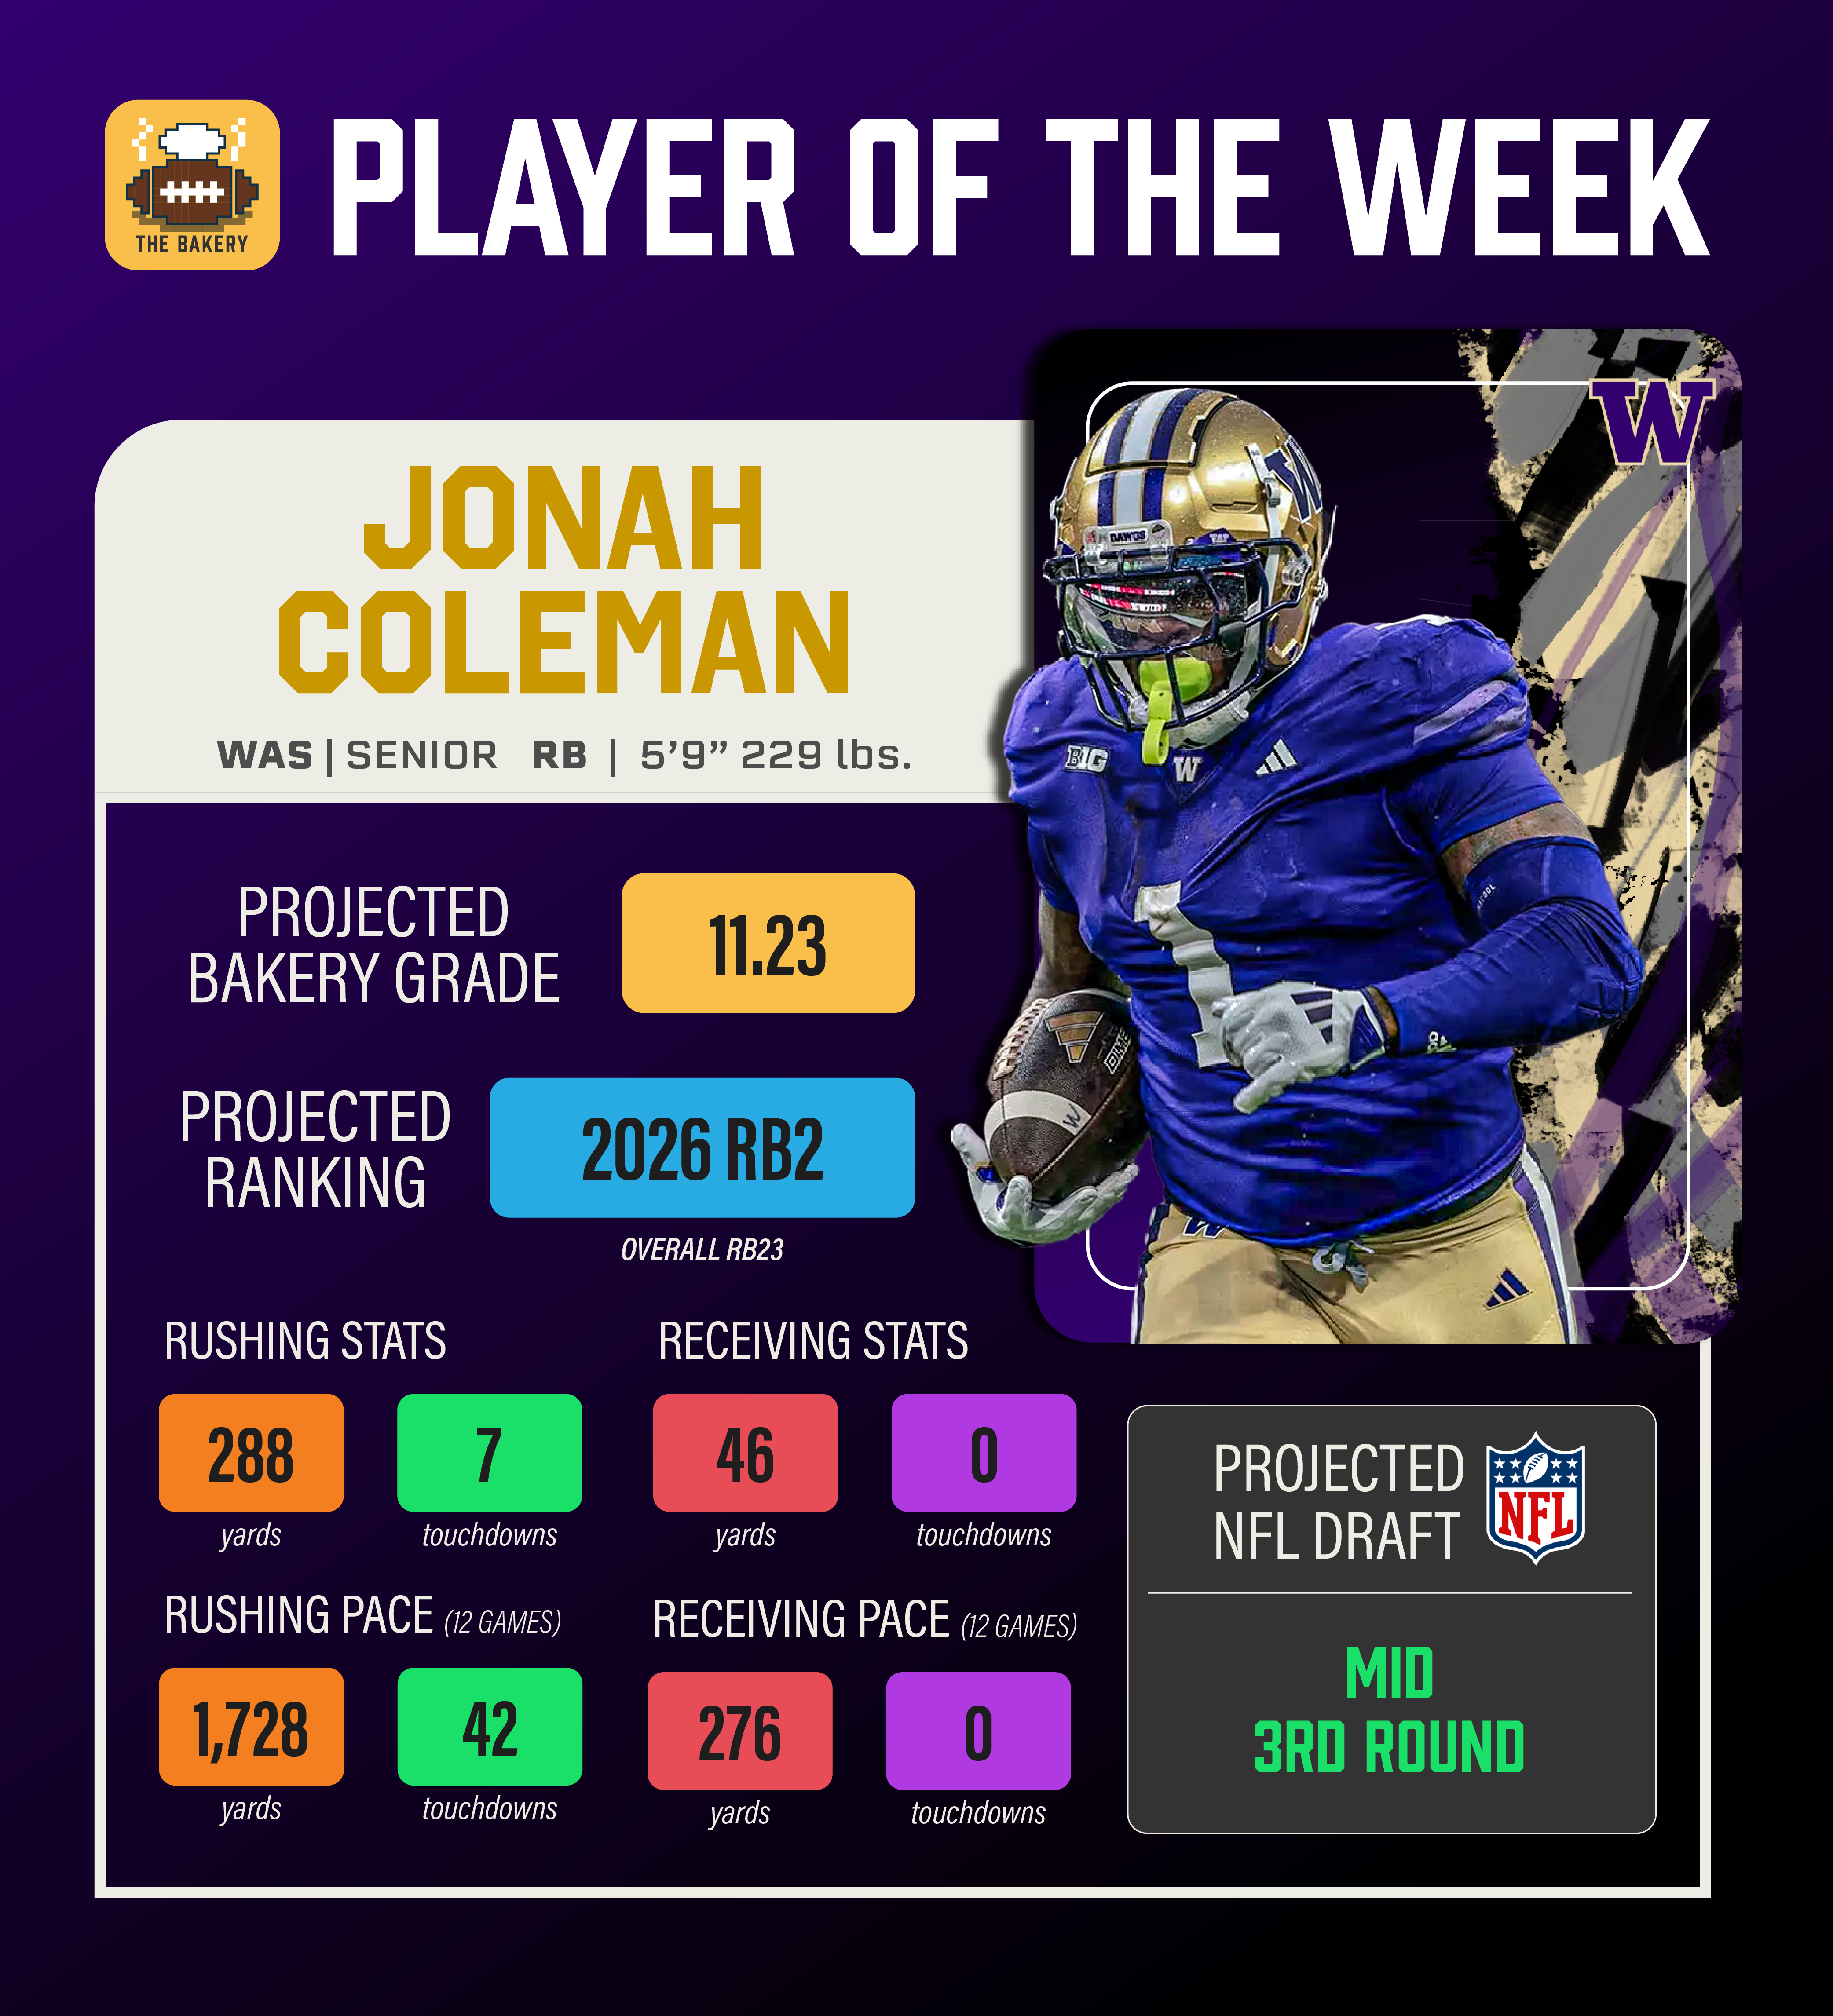 THE BAKERY
PLAYER OF THE WEEK
W
JONAH
COLEMAN
WAS | SENIOR RB | 5’9” 229 lbs.
DAWGS
W
BIG
W
1
DIME
W
W
PROJECTED
BAKERY GRADE
11.23
PROJECTED
RANKING
2026 RB2
OVERALL RB23
RUSHING STATS
288
yards
7
touchdowns
RECEIVING STATS
46
yards
0
touchdowns
RUSHING PACE (12 GAMES)
1,728
yards
42
touchdowns
RECEIVING PACE (12 GAMES)
276
yards
0
touchdowns
PROJECTED
NFL DRAFT
NFL
MID
3RD ROUND